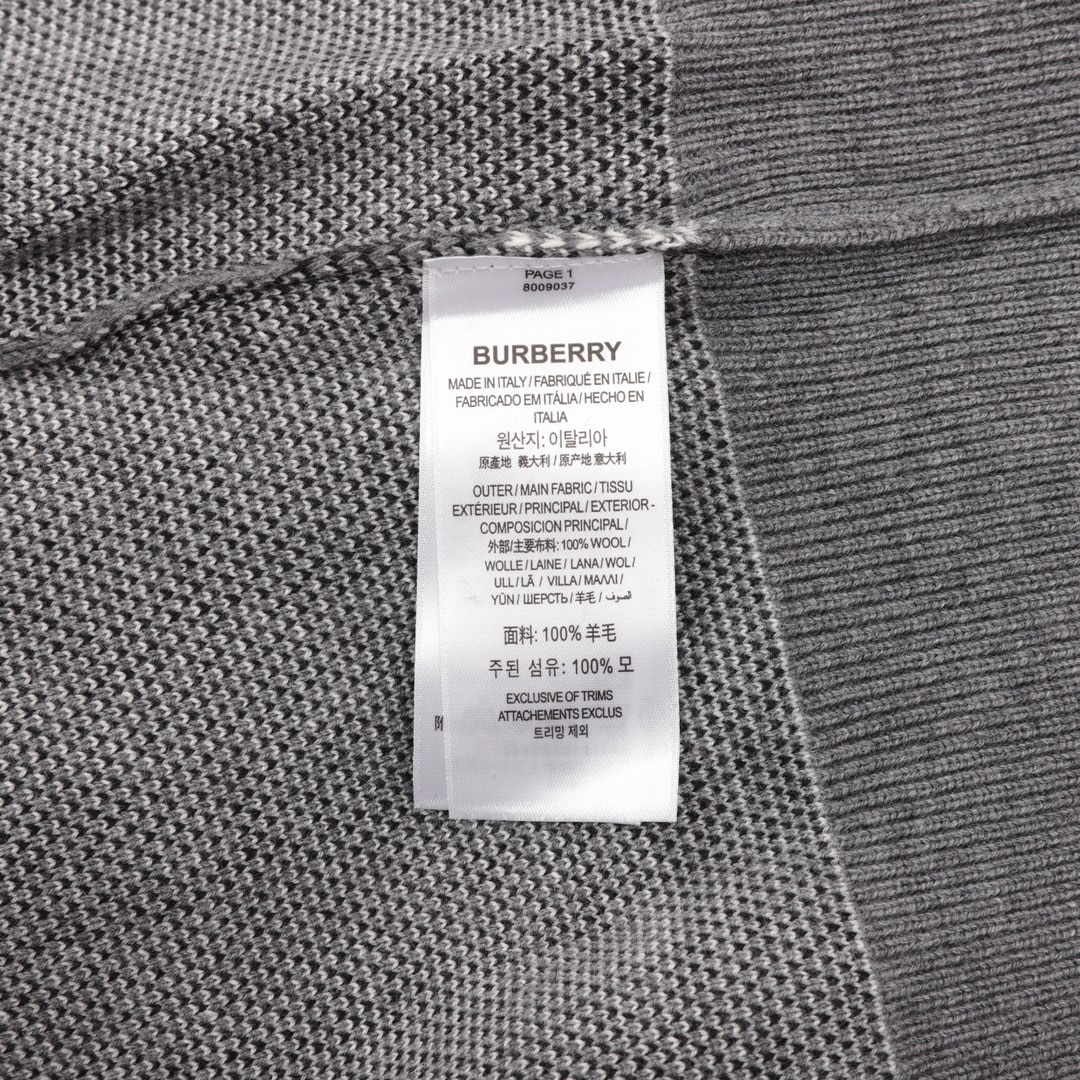 PAGE 1
8009037
BURBERRY
MADE IN ITALY / FABRIQUÉ EN ITALIE /
FABRICADO EM ITÁLIA / HECHO EN
ITALIA
원산지: 이탈리아
原產地 義大利 / 原产地 意大利
OUTER / MAIN FABRIC / TISSU
EXTÉRIEUR / PRINCIPAL / EXTERIOR -
COMPOSICION PRINCIPAL /
外部/主要布料: 100% WOOL /
WOLLE / LAINE / LANA / WOL /
ULL / LÃ / VILLA / ΜΑΛΛΙ /
YÜN / ШЕРСТЬ / 羊毛 / الصوف
面料: 100% 羊毛
주된 섬유: 100% 모
EXCLUSIVE OF TRIMS
ATTACHEMENTS EXCLUS
트리밍 제외